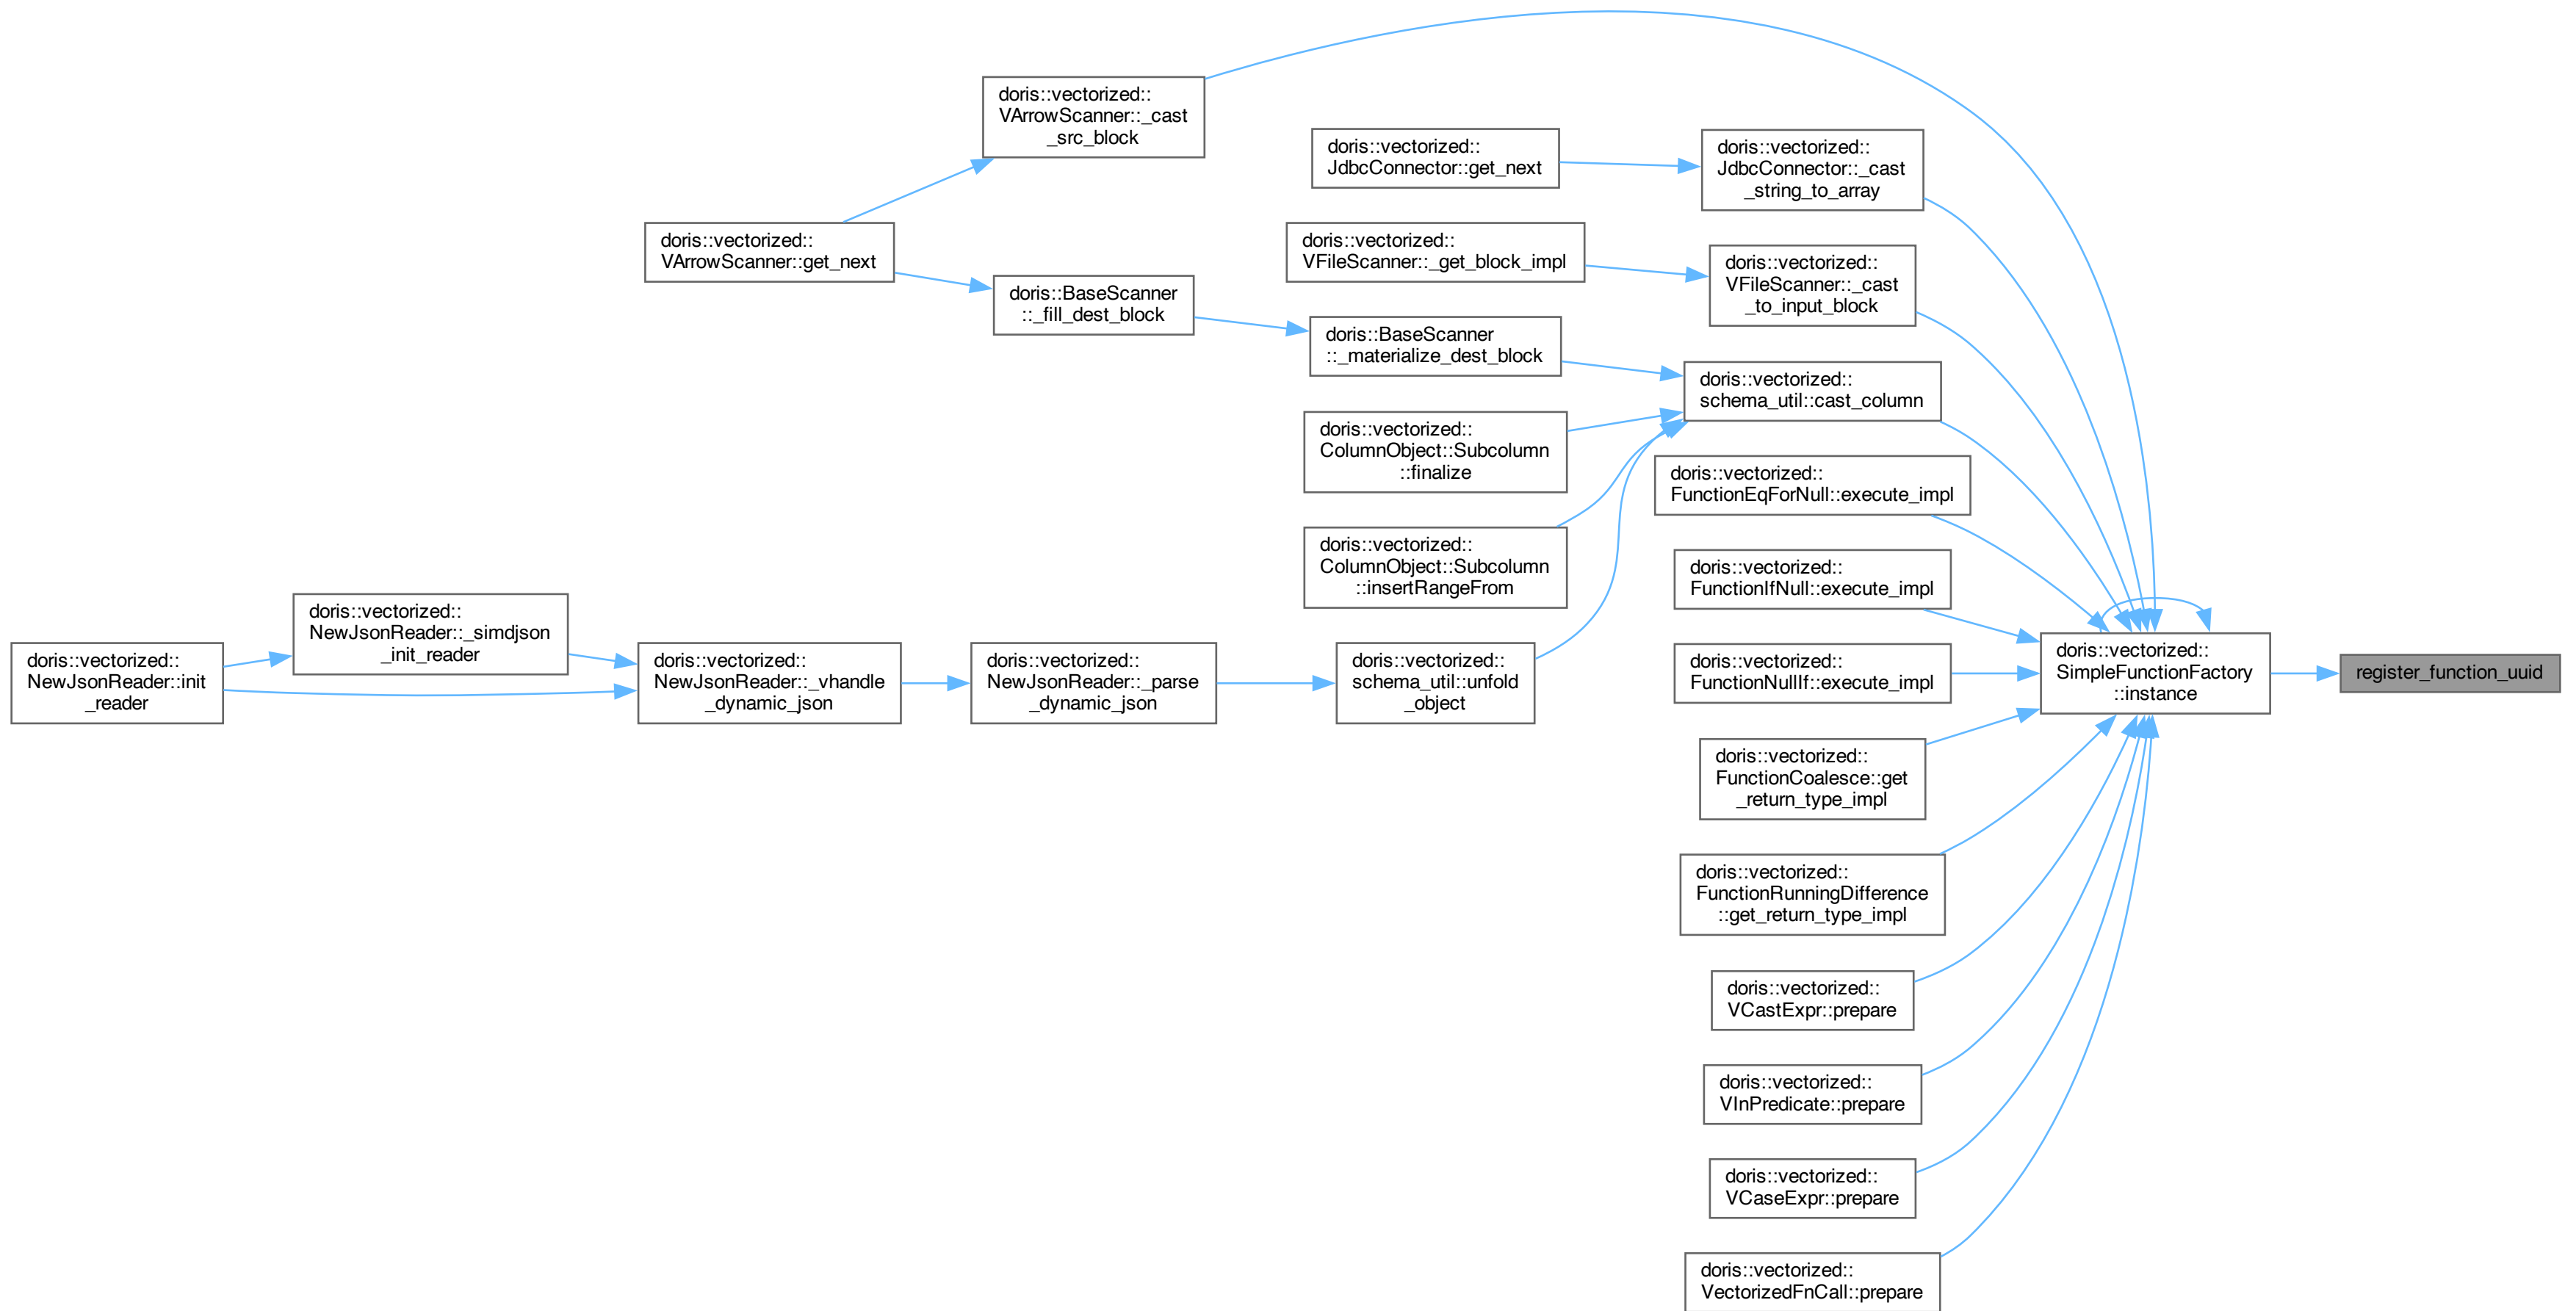 doris::vectorized::
VArrowScanner::_cast
_src_block
doris::vectorized::
JdbcConnector::get_next
doris::vectorized::
JdbcConnector::_cast
_string_to_array
doris::vectorized::
VArrowScanner::get_next
doris::vectorized::
VFileScanner::_get_block_impl
doris::vectorized::
VFileScanner::_cast
_to_input_block
doris::BaseScanner
::_fill_dest_block
doris::BaseScanner
::_materialize_dest_block
doris::vectorized::
schema_util::cast_column
doris::vectorized::
ColumnObject::Subcolumn
::finalize
doris::vectorized::
FunctionEqForNull::execute_impl
doris::vectorized::
ColumnObject::Subcolumn
::insertRangeFrom
doris::vectorized::
FunctionIfNull::execute_impl
doris::vectorized::
NewJsonReader::init
_reader
doris::vectorized::
NewJsonReader::_simdjson
_init_reader
doris::vectorized::
NewJsonReader::_vhandle
_dynamic_json
doris::vectorized::
NewJsonReader::_parse
_dynamic_json
doris::vectorized::
schema_util::unfold
_object
doris::vectorized::
FunctionNullIf::execute_impl
doris::vectorized::
SimpleFunctionFactory
::instance
register_function_uuid
doris::vectorized::
FunctionCoalesce::get
_return_type_impl
doris::vectorized::
FunctionRunningDifference
::get_return_type_impl
doris::vectorized::
VCastExpr::prepare
doris::vectorized::
VInPredicate::prepare
doris::vectorized::
VCaseExpr::prepare
doris::vectorized::
VectorizedFnCall::prepare